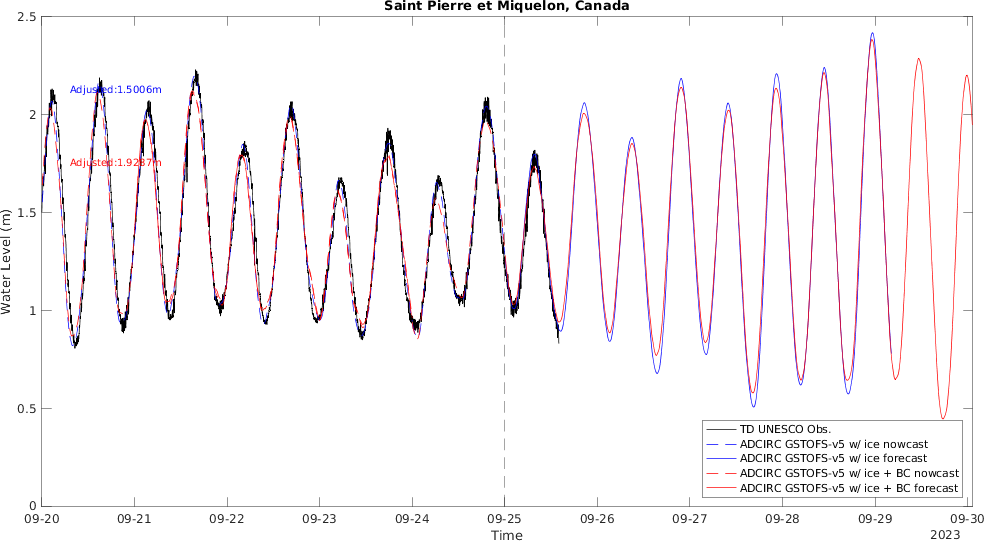 Saint Pierre et Miquelon, Canada
2.5
2
1.5
1
0.5
0
Water Level (m)
Adjusted:1.5006m
Adjusted:1.9287m
TD UNESCO Obs.
ADCIRC GSTOFS-v5 w/ ice nowcast
ADCIRC GSTOFS-v5 w/ ice forecast
ADCIRC GSTOFS-v5 w/ ice + BC nowcast
ADCIRC GSTOFS-v5 w/ ice + BC forecast
09-20 09-21 09-22 09-23 09-24 09-25 09-26 09-27 09-28 09-29 09-30
Time
2023